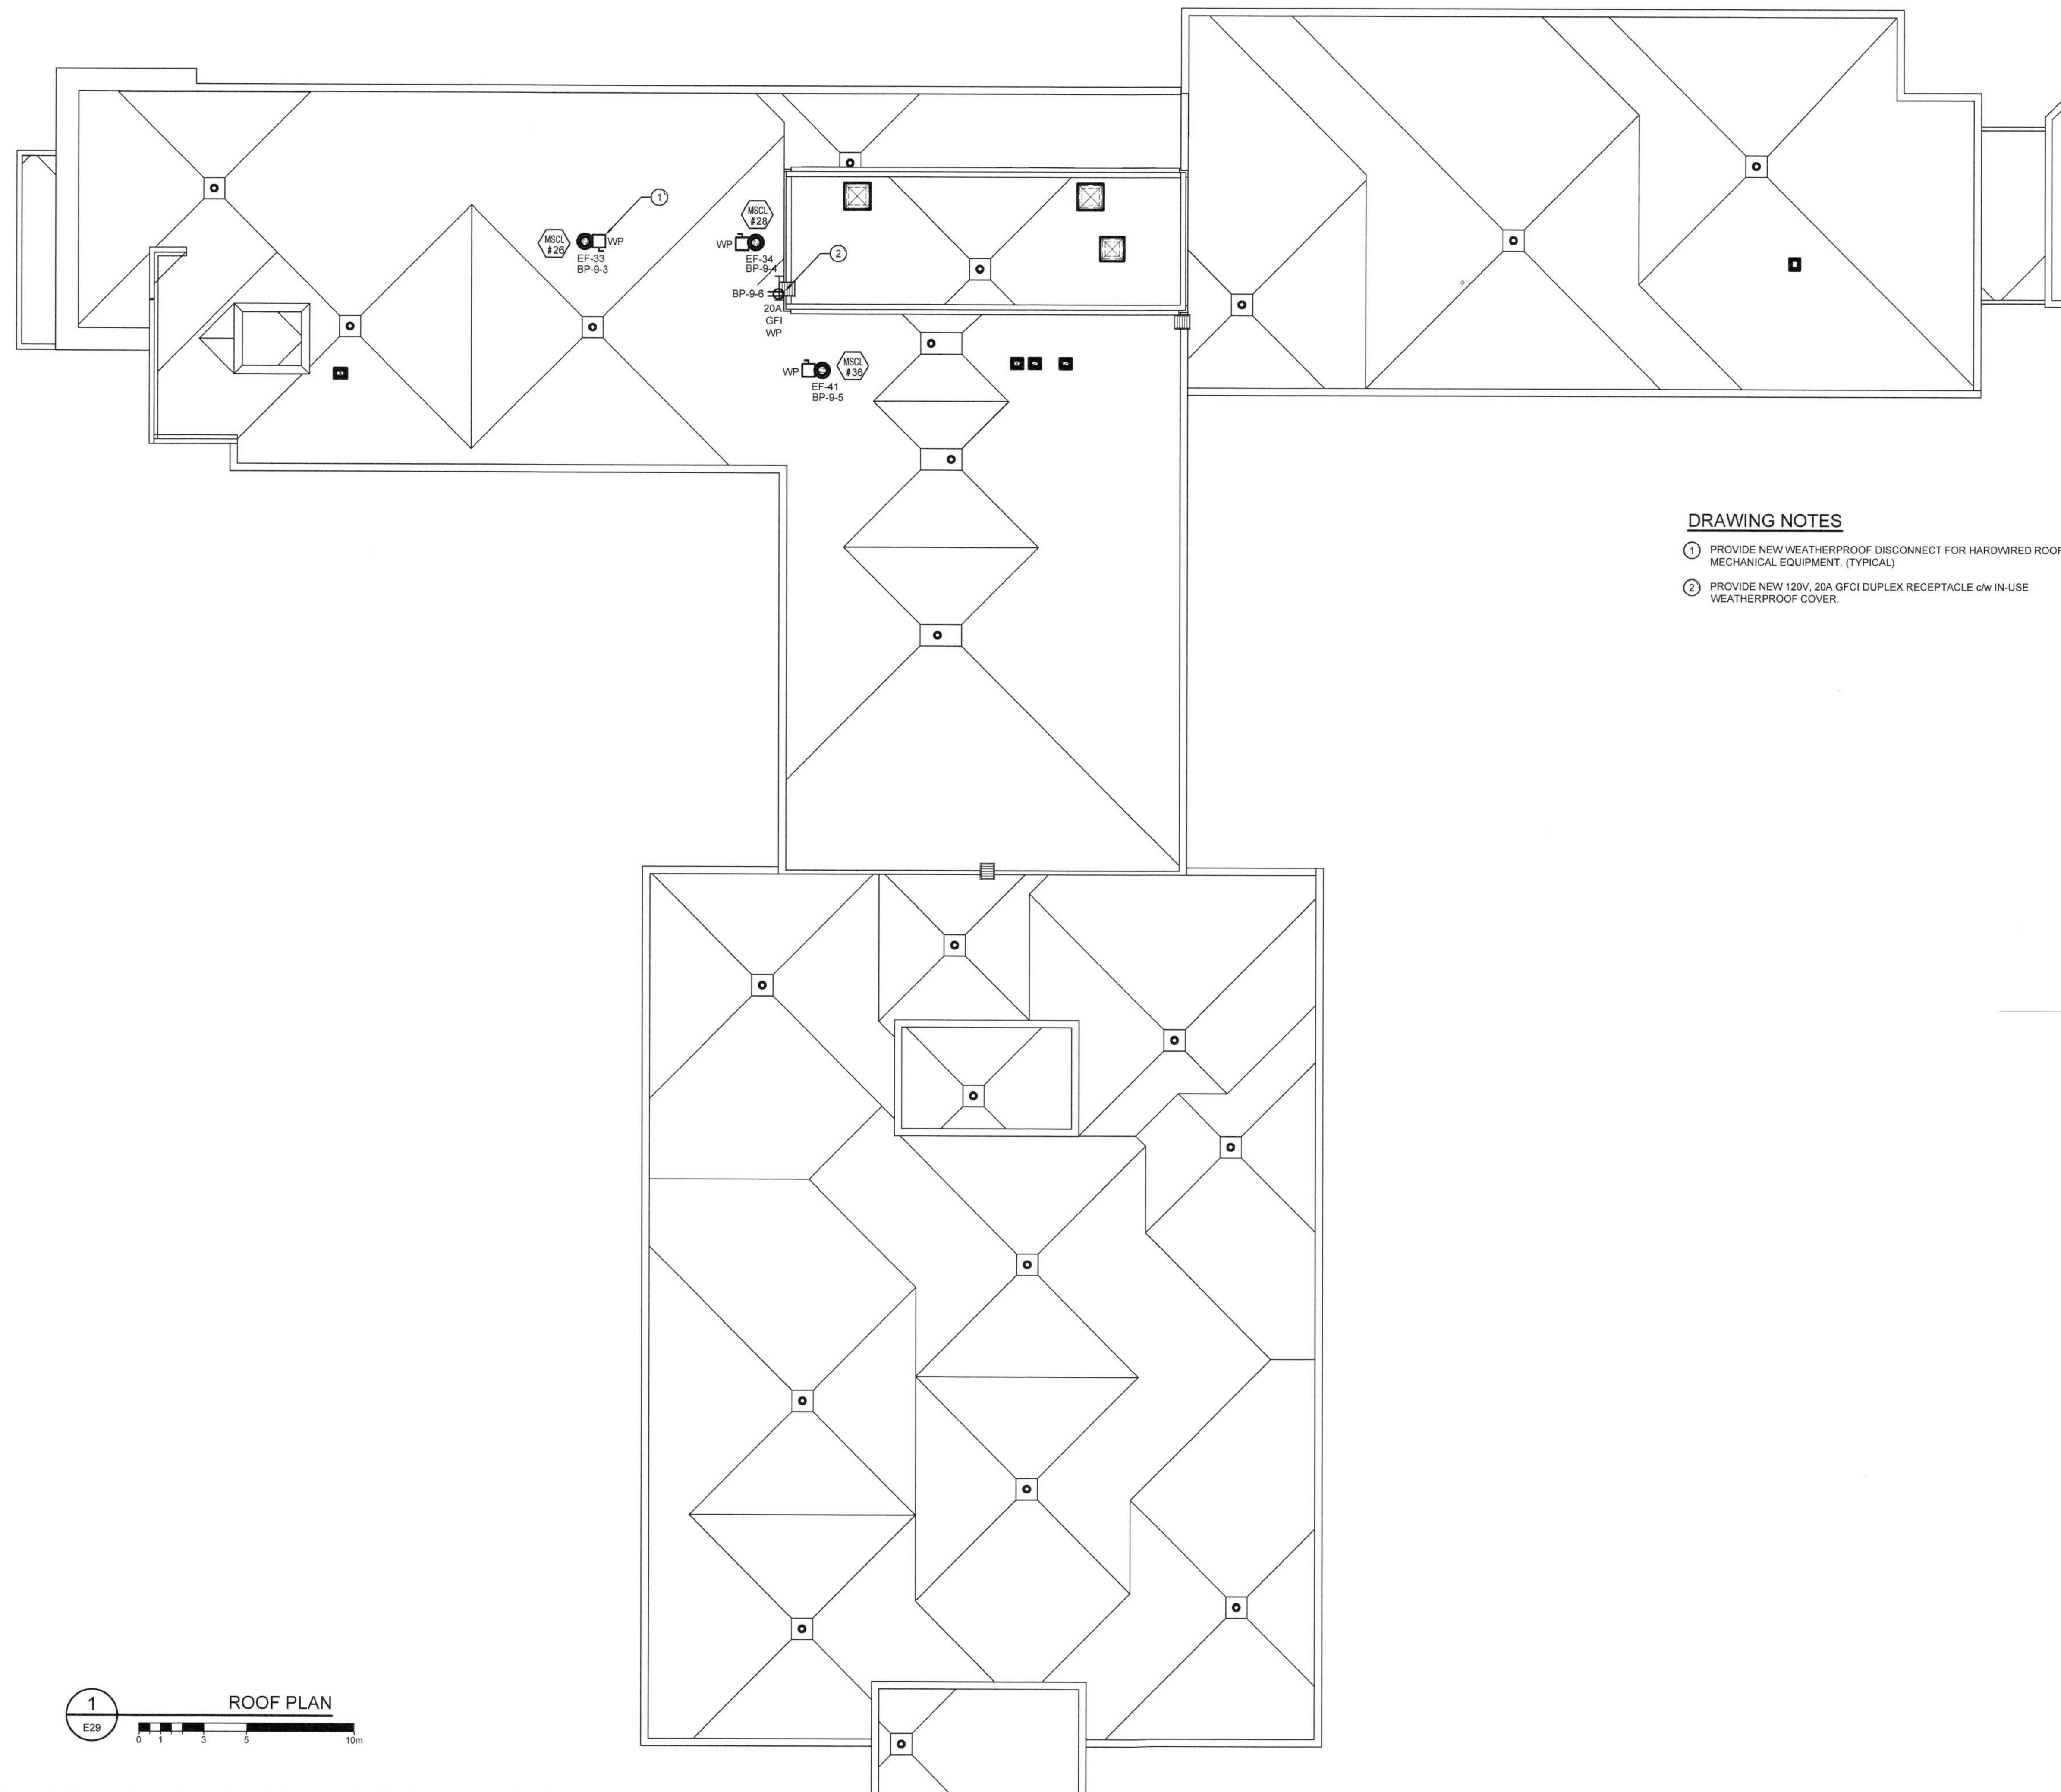 1
MSCL
#28
MSCL
#26
WP
WP
EF-33
BP-9-3
EF-34
BP-9-4
2
BP-9-6
20A
GFI
WP
WP
MSCL
#36
EF-41
BP-9-5
DRAWING NOTES
1 PROVIDE NEW WEATHERPROOF DISCONNECT FOR HARDWIRED ROOF
MECHANICAL EQUIPMENT. (TYPICAL)
2 PROVIDE NEW 120V, 20A GFCI DUPLEX RECEPTACLE c/w IN-USE
WEATHERPROOF COVER.
1
E29
ROOF PLAN
0 1 3 5 10m